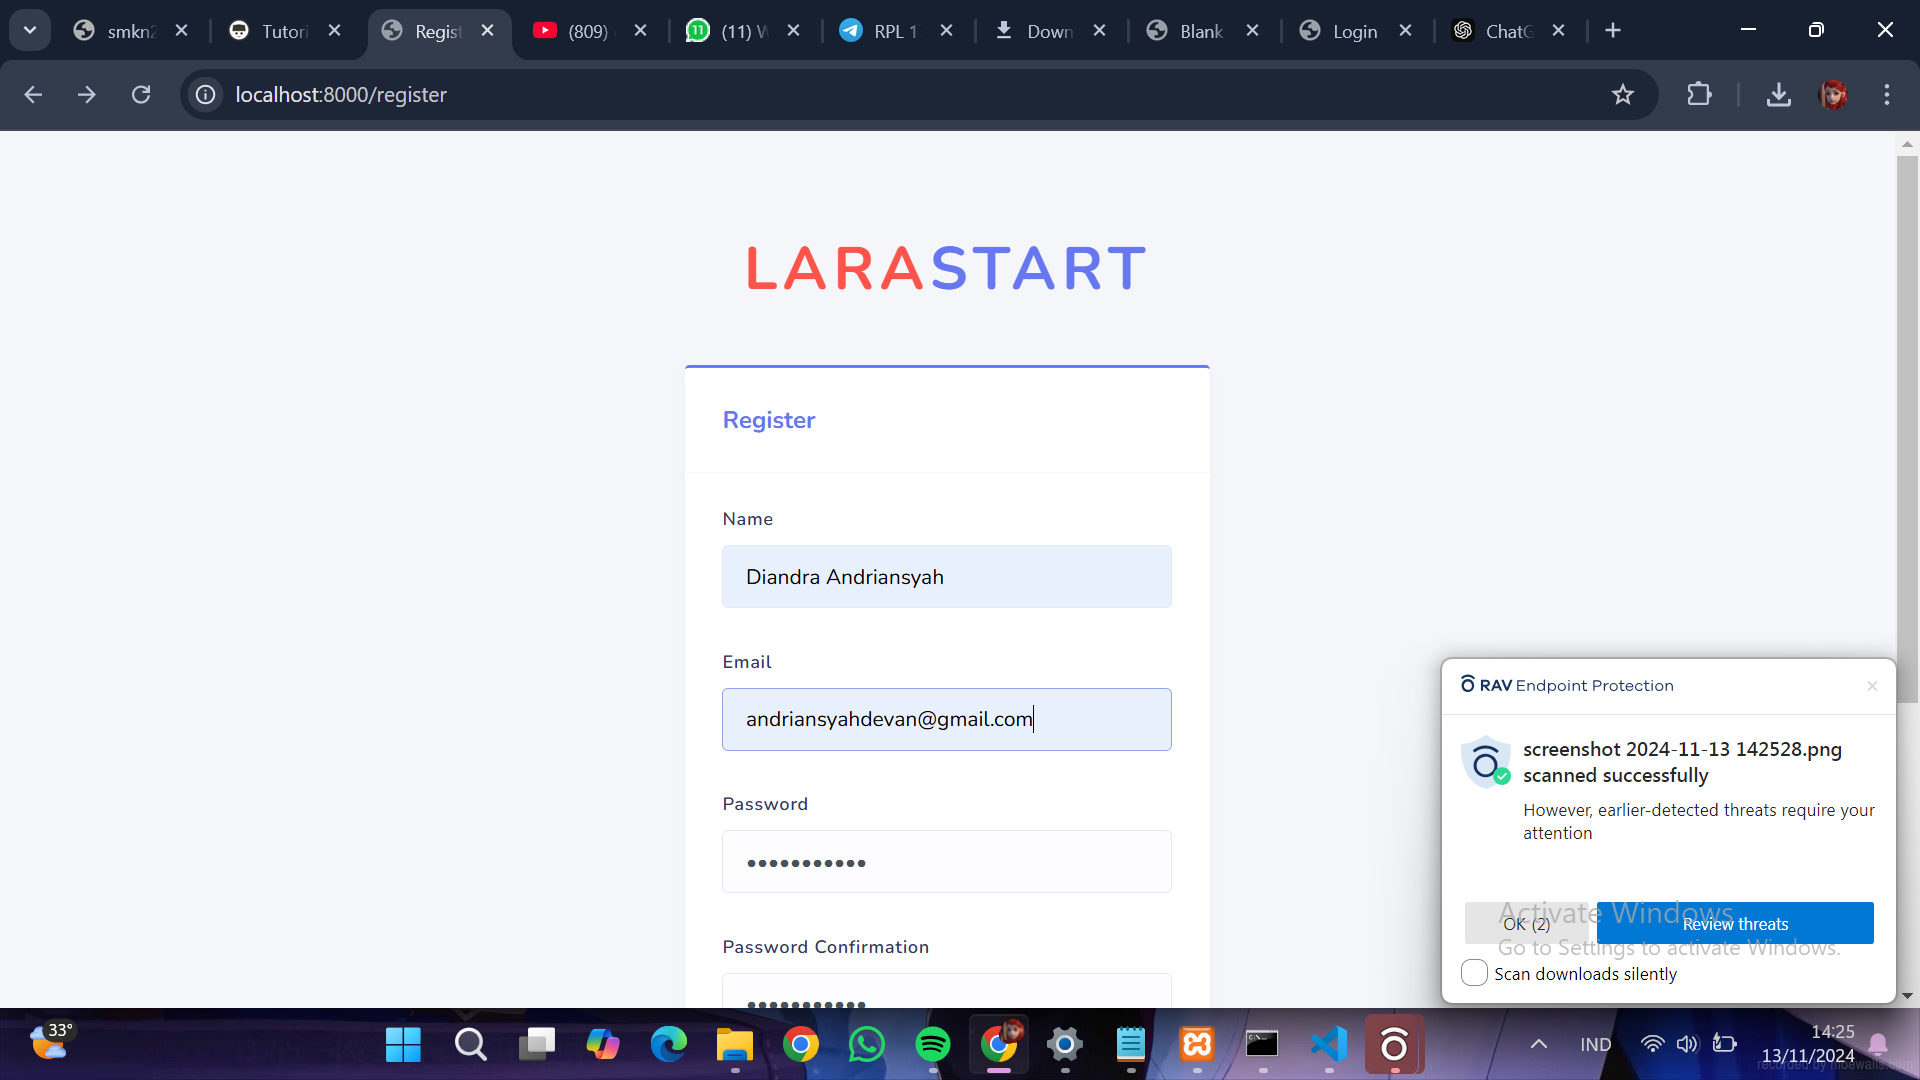 smkn2
Tutori
Regist
(809)
(11) W
RPL 1
Down
Blank
Login
ChatG
localhost:8000/register
LARASTART
Register
Name
Diandra Andriansyah
Email
andriansyahdevan@gmail.com
Password
•••••••••••
Password Confirmation
•••••••••••
RAV Endpoint Protection
screenshot 2024-11-13 142528.png
scanned successfully
However, earlier-detected threats require your
attention
OK (2)
Review threats
Activate Windows
Go to Settings to activate Windows.
Scan downloads silently
33°
IND
14:25
13/11/2024